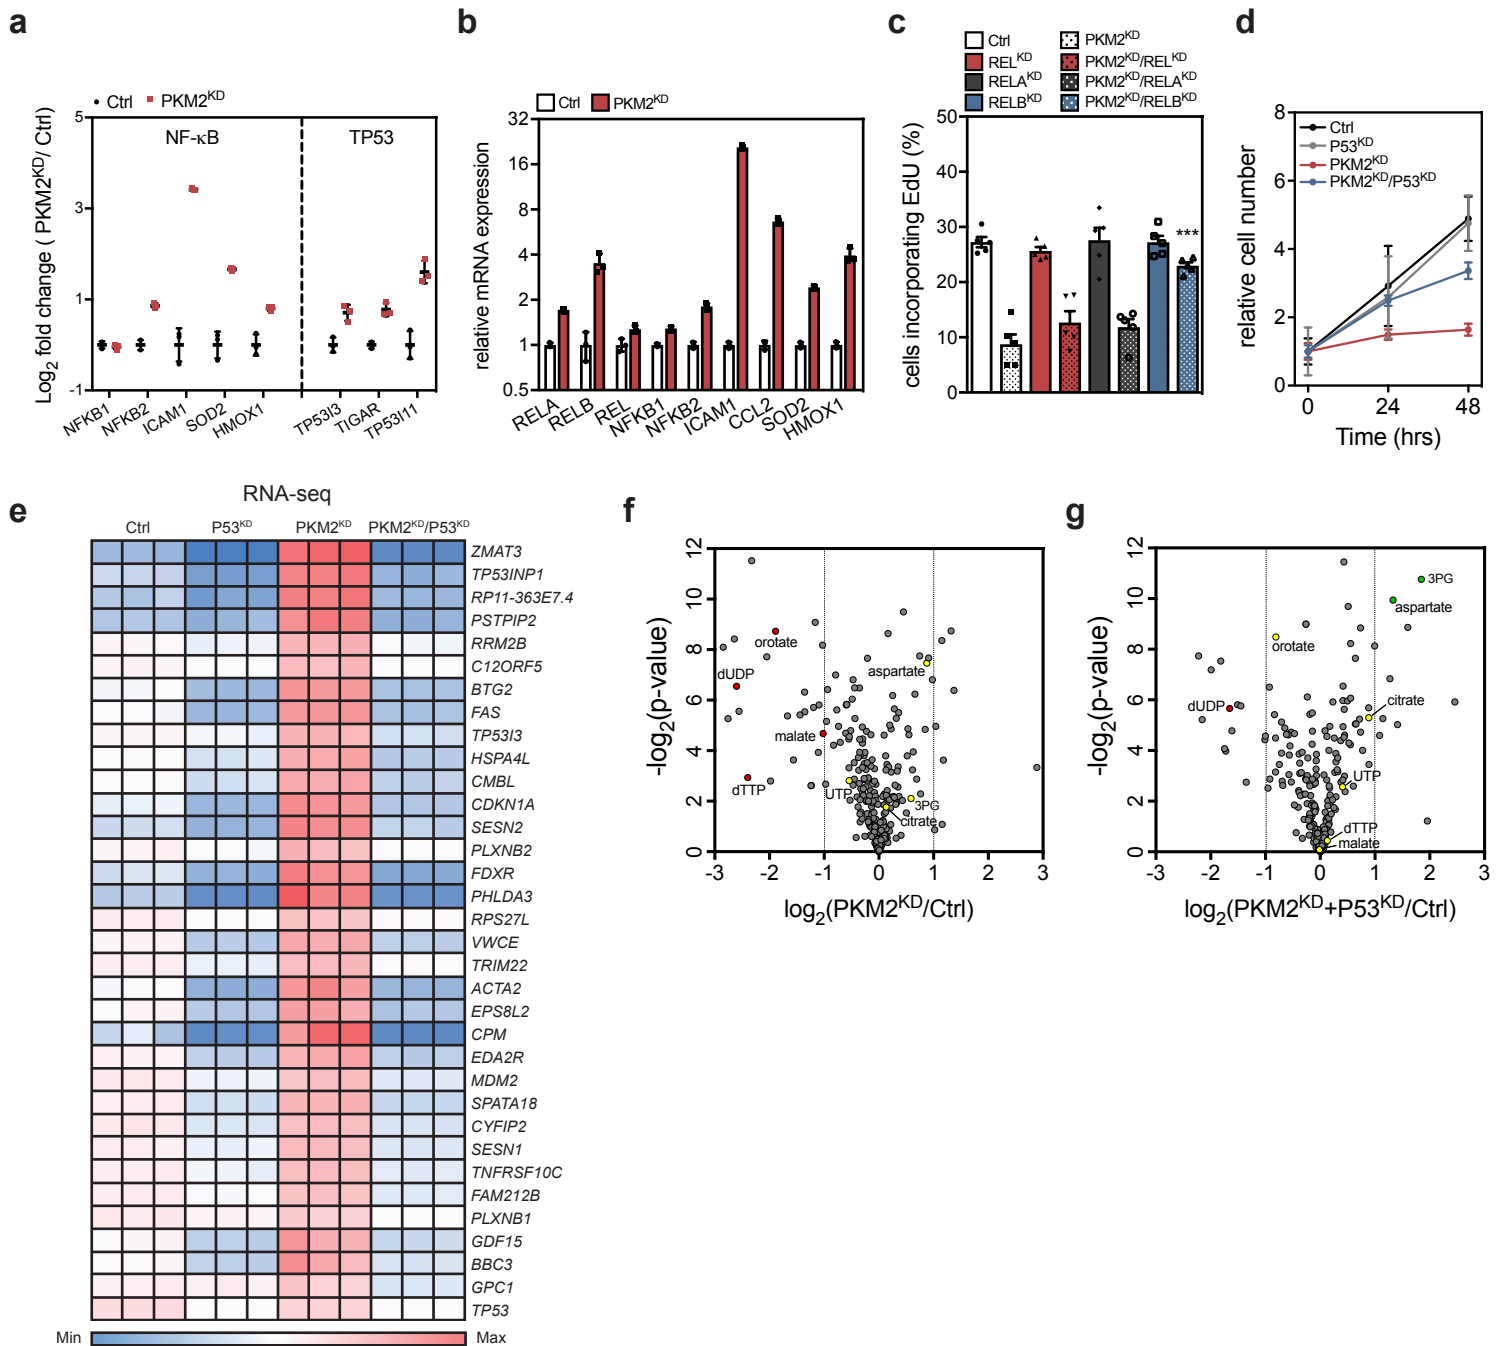 a
Ctrl PKM2KD
Log2 fold change ( PKM2KD/ Ctrl)
5
3
1
-1
NF-κB
TP53
NFKB1
NFKB2
ICAM1
SOD2
HMOX1
TP53I3
TIGAR
TP53I11
b
Ctrl PKM2KD
relative mRNA expression
32
16
8
4
2
1
0.5
RELA
RELB
REL
NFKB1
NFKB2
ICAM1
CCL2
SOD2
HMOX1
c
Ctrl PKM2KD
RELKD PKM2KD/RELKD
RELAKD PKM2KD/RELAKD
RELBKD PKM2KD/RELBKD
cells incorporating EdU (%)
50
40
30
20
10
0
***
d
Ctrl
P53KD
PKM2KD
PKM2KD/P53KD
relative cell number
8
6
4
2
0
0 24 48
Time (hrs)
e
RNA-seq
Ctrl P53KD PKM2KD PKM2KD/P53KD
ZMAT3
TP53INP1
RP11-363E7.4
PSTPIP2
RRM2B
C12ORF5
BTG2
FAS
TP53I3
HSPA4L
CMBL
CDKN1A
SESN2
PLXNB2
FDXR
PHLDA3
RPS27L
VWCE
TRIM22
ACTA2
EPS8L2
CPM
EDA2R
MDM2
SPATA18
CYFIP2
SESN1
TNFRSF10C
FAM212B
PLXNB1
GDF15
BBC3
GPC1
TP53
Min Max
f
-log2(p-value)
12
10
8
6
4
2
0
orotate
aspartate
dUDP
malate
dTTP
UTP
3PG
citrate
-3 -2 -1 0 1 2 3
log2(PKM2KD/Ctrl)
g
-log2(p-value)
12
10
8
6
4
2
0
3PG
aspartate
orotate
citrate
dUDP
UTP
dTTP
malate
-3 -2 -1 0 1 2 3
log2(PKM2KD+P53KD/Ctrl)